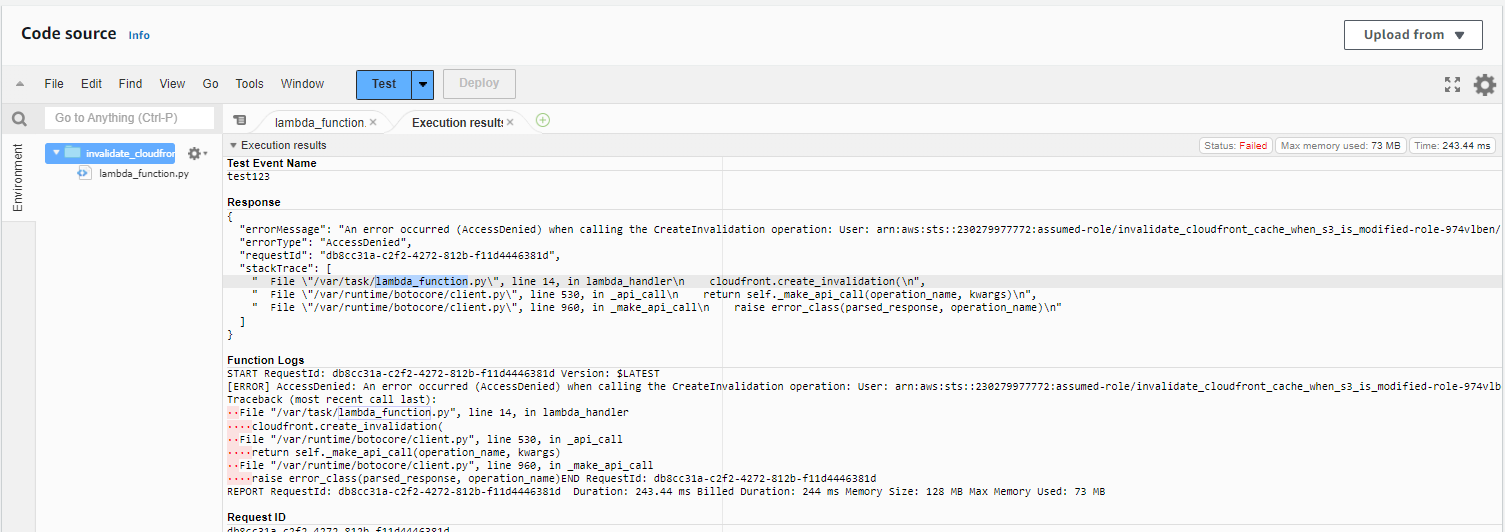 Code source Info
Upload from
File Edit Find View Go Tools Window Test Deploy
Go to Anything (Ctrl-P)
lambda_function. × Execution results ×
Environment
invalidate_cloudfron
lambda_function.py
Execution results
Status: Failed Max memory used: 73 MB Time: 243.44 ms
Test Event Name
test123
Response
{
"errorMessage": "An error occurred (AccessDenied) when calling the CreateInvalidation operation: User: arn:aws:sts::230279977772:assumed-role/invalidate_cloudfront_cache_when_s3_is_modified-role-974vlben/
"errorType": "AccessDenied",
"requestId": "db8cc31a-c2f2-4272-812b-f11d4446381d",
"stackTrace": [
"  File \"/var/task/lambda_function.py\", line 14, in lambda_handler\n    cloudfront.create_invalidation(\n",
"  File \"/var/runtime/botocore/client.py\", line 530, in _api_call\n    return self._make_api_call(operation_name, kwargs)\n",
"  File \"/var/runtime/botocore/client.py\", line 960, in _make_api_call\n    raise error_class(parsed_response, operation_name)\n"
]
}
Function Logs
START RequestId: db8cc31a-c2f2-4272-812b-f11d4446381d Version: $LATEST
[ERROR] AccessDenied: An error occurred (AccessDenied) when calling the CreateInvalidation operation: User: arn:aws:sts::230279977772:assumed-role/invalidate_cloudfront_cache_when_s3_is_modified-role-974vlb
Traceback (most recent call last):
··File "/var/task/lambda_function.py", line 14, in lambda_handler
····cloudfront.create_invalidation(
··File "/var/runtime/botocore/client.py", line 530, in _api_call
····return self._make_api_call(operation_name, kwargs)
··File "/var/runtime/botocore/client.py", line 960, in _make_api_call
····raise error_class(parsed_response, operation_name)END RequestId: db8cc31a-c2f2-4272-812b-f11d4446381d
REPORT RequestId: db8cc31a-c2f2-4272-812b-f11d4446381d Duration: 243.44 ms Billed Duration: 244 ms Memory Size: 128 MB Max Memory Used: 73 MB
Request ID
db8cc31a-c2f2-4272-812b-f11d4446381d